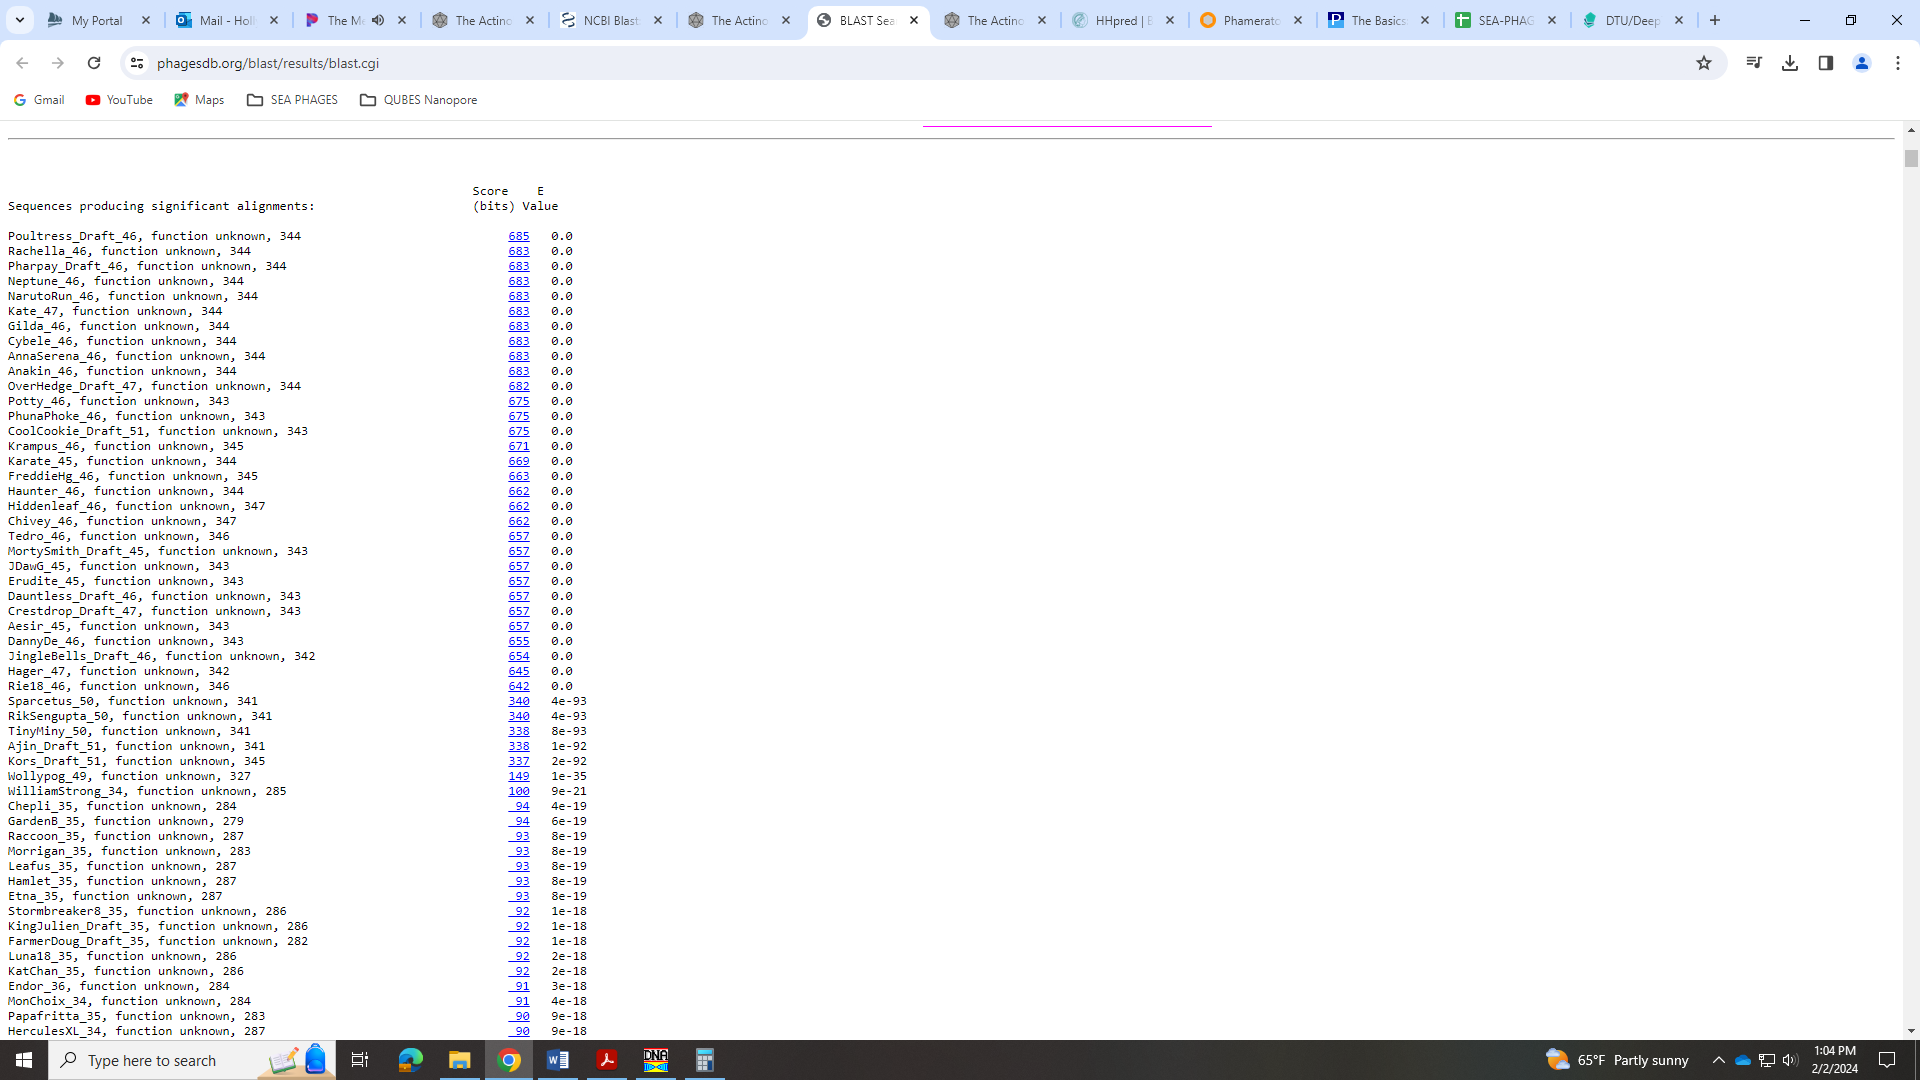 My Portal
Mail - Holl
The Me
The Actino
NCBI Blast
The Actino
BLAST Sea
The Actino
HHpred | B
Phamerato
The Basics
SEA-PHAG
DTU/Deep
phagesdb.org/blast/results/blast.cgi
Gmail
YouTube
Maps
SEA PHAGES
QUBES Nanopore
Score E
Sequences producing significant alignments: (bits) Value
Poultress_Draft_46, function unknown, 344 685 0.0
Rachella_46, function unknown, 344 683 0.0
Pharpay_Draft_46, function unknown, 344 683 0.0
Neptune_46, function unknown, 344 683 0.0
NarutoRun_46, function unknown, 344 683 0.0
Kate_47, function unknown, 344 683 0.0
Gilda_46, function unknown, 344 683 0.0
Cybele_46, function unknown, 344 683 0.0
AnnaSerena_46, function unknown, 344 683 0.0
Anakin_46, function unknown, 344 683 0.0
OverHedge_Draft_47, function unknown, 344 682 0.0
Potty_46, function unknown, 343 675 0.0
PhunaPhoke_46, function unknown, 343 675 0.0
CoolCookie_Draft_51, function unknown, 343 675 0.0
Krampus_46, function unknown, 345 671 0.0
Karate_45, function unknown, 344 669 0.0
FreddieHg_46, function unknown, 345 663 0.0
Haunter_46, function unknown, 344 662 0.0
Hiddenleaf_46, function unknown, 347 662 0.0
Chivey_46, function unknown, 347 662 0.0
Tedro_46, function unknown, 346 657 0.0
MortySmith_Draft_45, function unknown, 343 657 0.0
JDawG_45, function unknown, 343 657 0.0
Erudite_45, function unknown, 343 657 0.0
Dauntless_Draft_46, function unknown, 343 657 0.0
Crestdrop_Draft_47, function unknown, 343 657 0.0
Aesir_45, function unknown, 343 657 0.0
DannyDe_46, function unknown, 343 655 0.0
JingleBells_Draft_46, function unknown, 342 654 0.0
Hager_47, function unknown, 342 645 0.0
Rie18_46, function unknown, 346 642 0.0
Sparcetus_50, function unknown, 341 340 4e-93
RikSengupta_50, function unknown, 341 340 4e-93
TinyMiny_50, function unknown, 341 338 8e-93
Ajin_Draft_51, function unknown, 341 338 1e-92
Kors_Draft_51, function unknown, 345 337 2e-92
Wollypog_49, function unknown, 327 149 1e-35
WilliamStrong_34, function unknown, 285 100 9e-21
Chepli_35, function unknown, 284 94 4e-19
GardenB_35, function unknown, 279 94 6e-19
Raccoon_35, function unknown, 287 93 8e-19
Morrigan_35, function unknown, 283 93 8e-19
Leafus_35, function unknown, 287 93 8e-19
Hamlet_35, function unknown, 287 93 8e-19
Etna_35, function unknown, 287 93 8e-19
Stormbreaker8_35, function unknown, 286 92 1e-18
KingJulien_Draft_35, function unknown, 286 92 1e-18
FarmerDoug_Draft_35, function unknown, 282 92 1e-18
Luna18_35, function unknown, 286 92 2e-18
KatChan_35, function unknown, 286 92 2e-18
Endor_36, function unknown, 284 91 3e-18
MonChoix_34, function unknown, 284 91 4e-18
Papafritta_35, function unknown, 283 90 9e-18
HerculesXL_34, function unknown, 287 90 9e-18
Type here to search
DNA
65°F Partly sunny
1:04 PM
2/2/2024